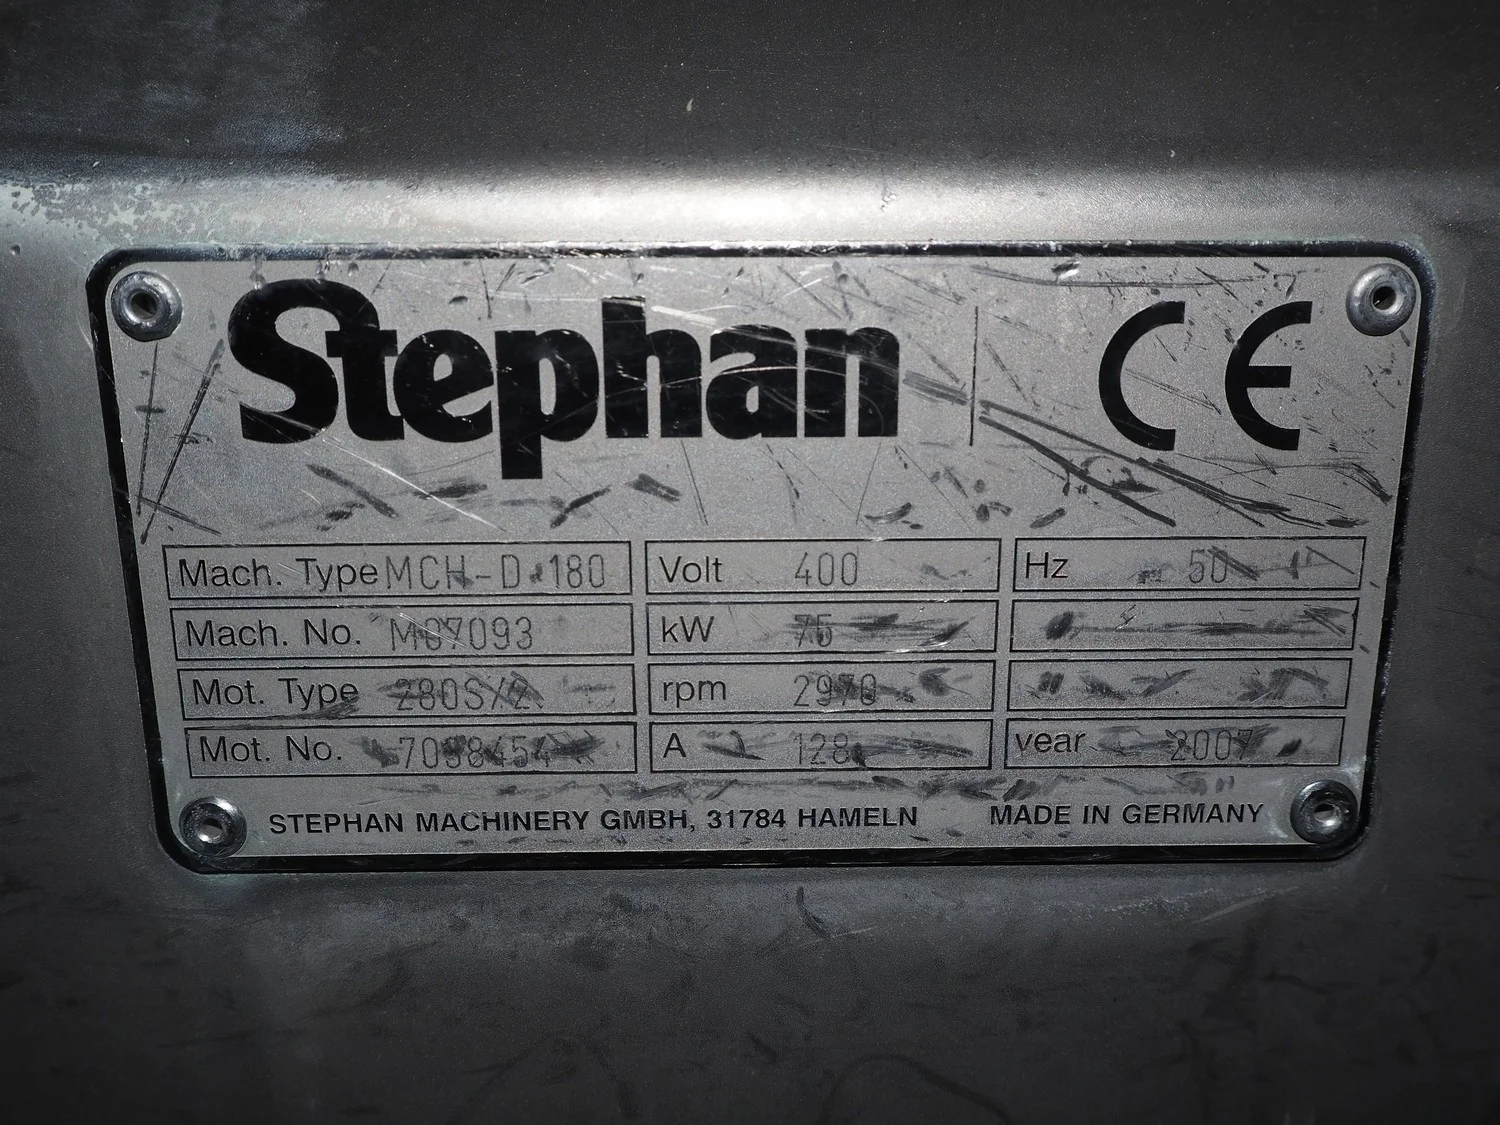 Stephan CE
Mach. Type MCH-D 180 Volt 400 Hz 50
Mach. No. M07093 kW 75
Mot. Type 280S/2 rpm 2970
Mot. No. A 128 year 2007
STEPHAN MACHINERY GMBH, 31784 HAMELN MADE IN GERMANY